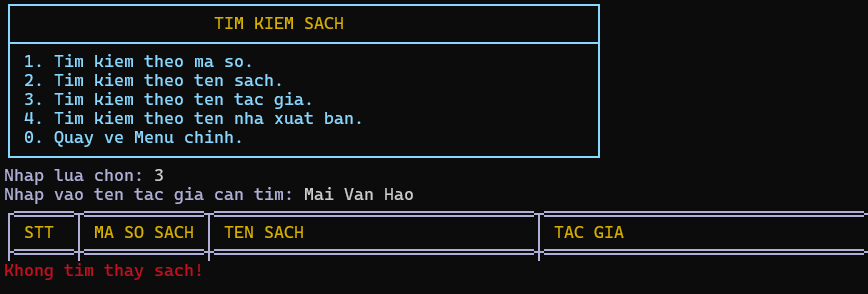 TIM KIEM SACH
1. Tim kiem theo ma so.
2. Tim kiem theo ten sach.
3. Tim kiem theo ten tac gia.
4. Tim kiem theo ten nha xuat ban.
0. Quay ve Menu chinh.
Nhap lua chon: 3
Nhap vao ten tac gia can tim: Mai Van Hao
STT MA SO SACH TEN SACH TAC GIA
Khong tim thay sach!